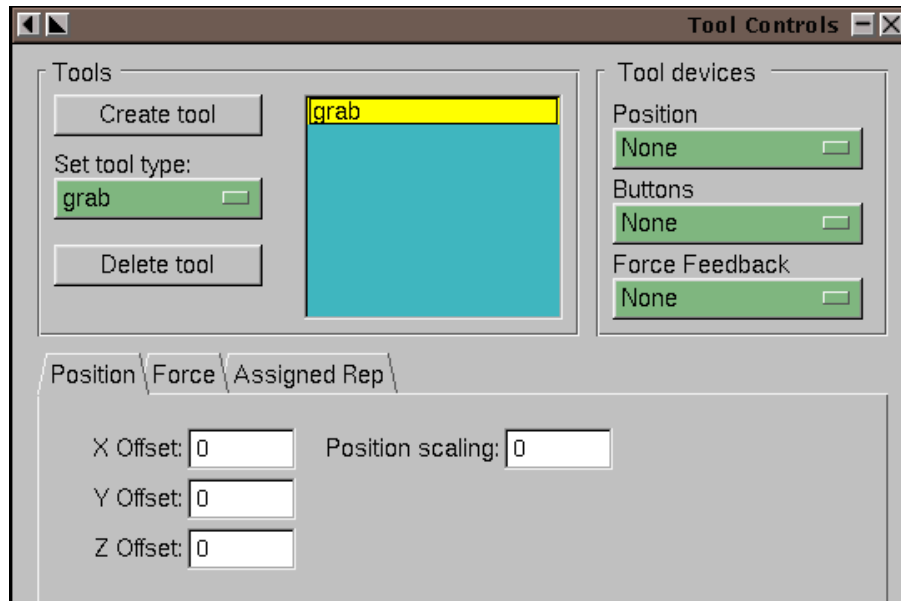 Tool Controls
Tools
Create tool
Set tool type:
grab
Delete tool
grab
Tool devices
Position
None
Buttons
None
Force Feedback
None
Position Force Assigned Rep
X Offset: 0 Position scaling: 0
Y Offset: 0
Z Offset: 0